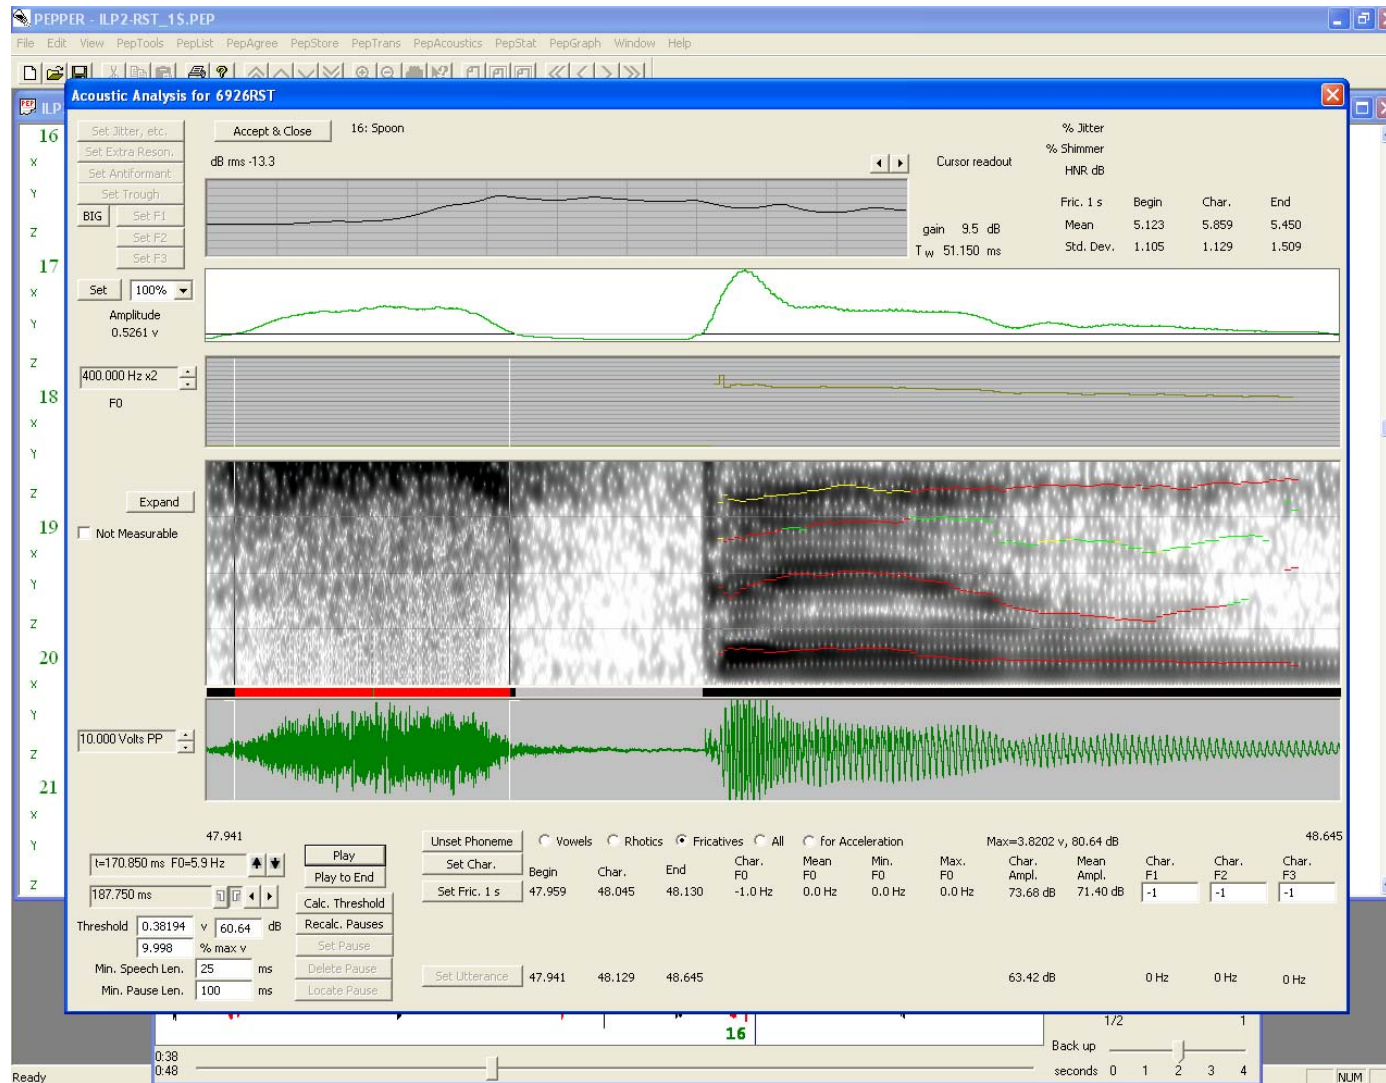 PEPPER - ILP2-RST_1S.PEP
File Edit View PepTools PepList PepAgree PepStore PepTrans PepAcoustics PepStat PepGraph Window Help
Acoustic Analysis for 6926RST
ILP
16
X
Y
Z
17
X
Y
Z
18
X
Y
Z
19
X
Y
Z
20
X
Y
Z
21
X
Y
Z
Set Jitter, etc.
Accept & Close
16: Spoon
% Jitter
Set Extra Reson.
% Shimmer
Set Antiformant
dB rms -13.3
Cursor readout
HNR dB
Set Trough
BIG
Set F1
Set F2
Set F3
Fric. 1 s Begin Char. End
gain 9.5 dB
Mean 5.123 5.859 5.450
Tw 51.150 ms
Std. Dev. 1.105 1.129 1.509
Set 100%
Amplitude
0.5261 v
400.000 Hz x2
F0
Expand
Not Measurable
10.000 Volts PP
47.941
48.645
t=170.850 ms F0=5.9 Hz
187.750 ms
Threshold 0.38194 v 60.64 dB
9.998 % max v
Min. Speech Len. 25 ms
Min. Pause Len. 100 ms
Play
Play to End
Calc. Threshold
Recalc. Pauses
Set Pause
Delete Pause
Locate Pause
Unset Phoneme Vowels Rhotics Fricatives All for Acceleration Max=3.8202 v, 80.64 dB
Set Char. Begin Char. End Char. F0 Mean F0 Min. F0 Max. F0 Char. Ampl. Mean Ampl. Char. F1 Char. F2 Char. F3
Set Fric. 1 s 47.959 48.045 48.130 -1.0 Hz 0.0 Hz 0.0 Hz 0.0 Hz 73.68 dB 71.40 dB -1 -1 -1
Set Utterance 47.941 48.129 48.645 63.42 dB 0 Hz 0 Hz 0 Hz
16
1/2 1
Back up
seconds 0 1 2 3 4
0:38
0:48
Ready
NUM